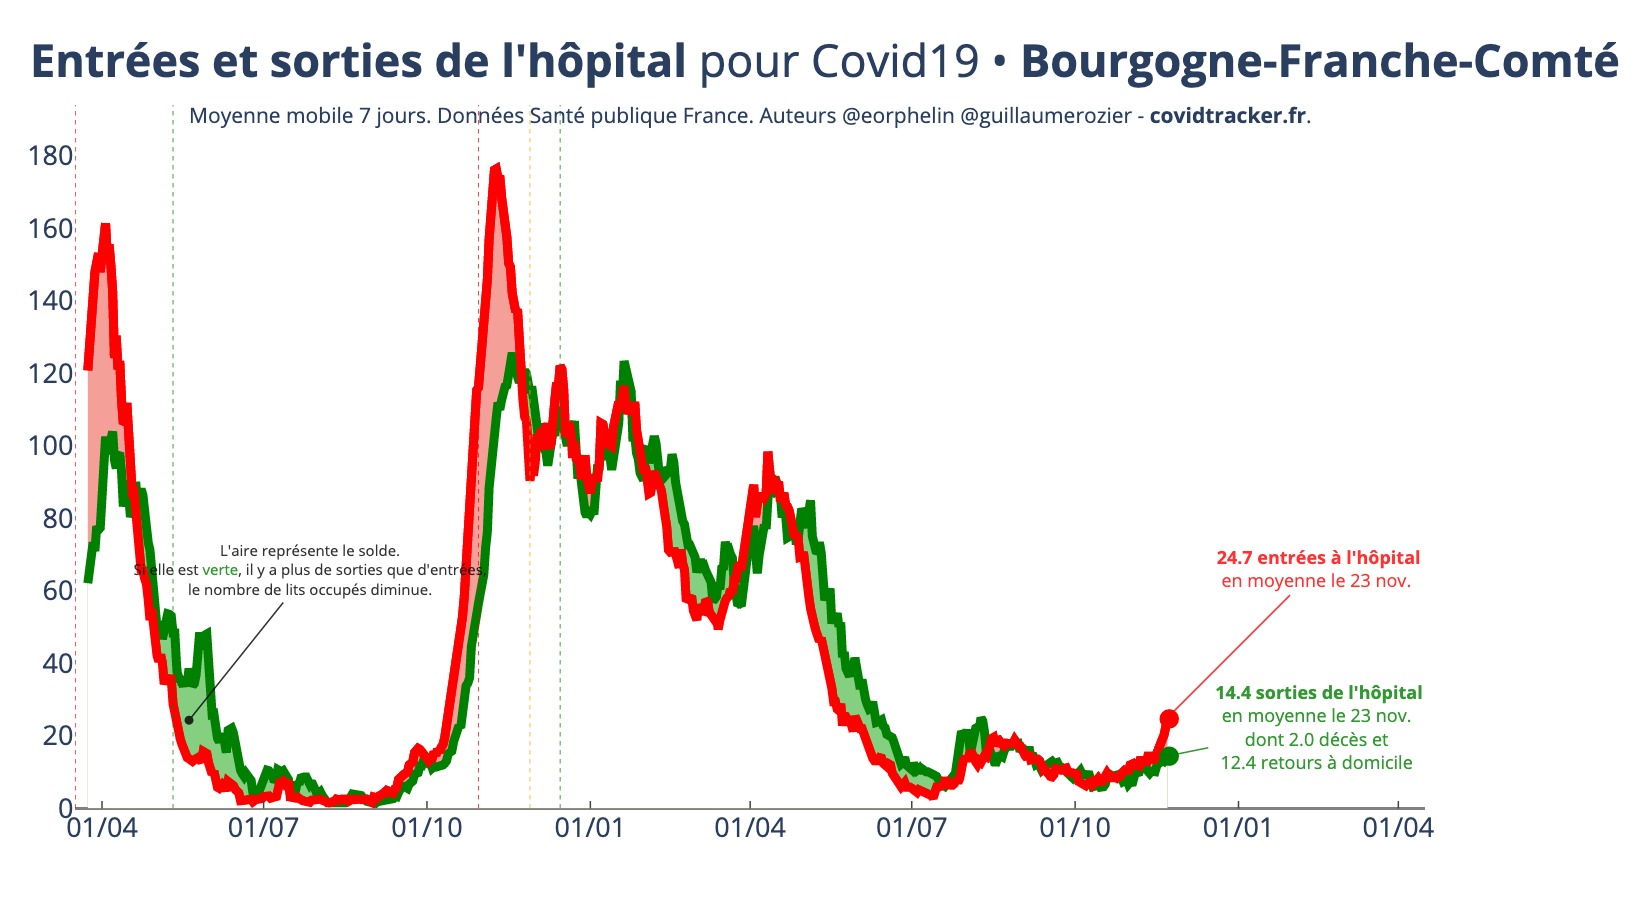 Entrées et sorties de l'hôpital pour Covid19 • Bourgogne-Franche-Comté
Moyenne mobile 7 jours. Données Santé publique France. Auteurs @eorphelin @guillaumerozier - covidtracker.fr.
180
160
140
120
100
80
60
40
20
0
L'aire représente le solde.
Si elle est verte, il y a plus de sorties que d'entrées,
le nombre de lits occupés diminue.
24.7 entrées à l'hôpital
en moyenne le 23 nov.
14.4 sorties de l'hôpital
en moyenne le 23 nov.
dont 2.0 décès et
12.4 retours à domicile
01/04 01/07 01/10 01/01 01/04 01/07 01/10 01/01 01/04